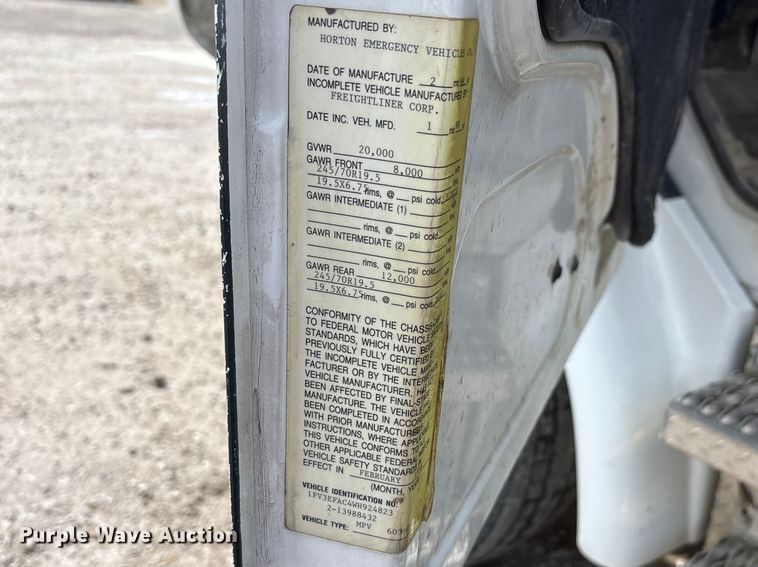 MANUFACTURED BY:
HORTON EMERGENCY VEHICLES CO.
DATE OF MANUFACTURE 2
INCOMPLETE VEHICLE MANUFACTURED BY
FREIGHTLINER CORP.
DATE INC. VEH. MFD. 1
GVWR 20,000
GAWR FRONT 8,000
245/70R19.5
19.5X6.75 rims, @ psi cold
GAWR INTERMEDIATE (1)
rims, @ psi cold
GAWR INTERMEDIATE (2)
rims, @ psi cold
GAWR REAR 12,000
245/70R19.5
19.5X6.75 rims, @ psi cold
CONFORMITY OF THE CHASSIS
TO FEDERAL MOTOR VEHICLE
STANDARDS, WHICH HAVE BEEN
PREVIOUSLY FULLY CERTIFIED
THE INCOMPLETE VEHICLE
FACTURER OR BY THE
VEHICLE MANUFACTURER,
BEEN AFFECTED BY
MANUFACTURE. THE VEHICLE
BEEN COMPLETED IN
WITH PRIOR
INSTRUCTIONS, WHERE
THIS VEHICLE CONFORMS TO
OTHER APPLICABLE FEDERAL
VEHICLE SAFETY
EFFECT IN FEBRUARY
(MONTH,
VEHICLE IDENTIFICATION NO.
1FV3EFAC4WH924823
2-13988432
VEHICLE TYPE: MPV 603
Purple Wave Auction